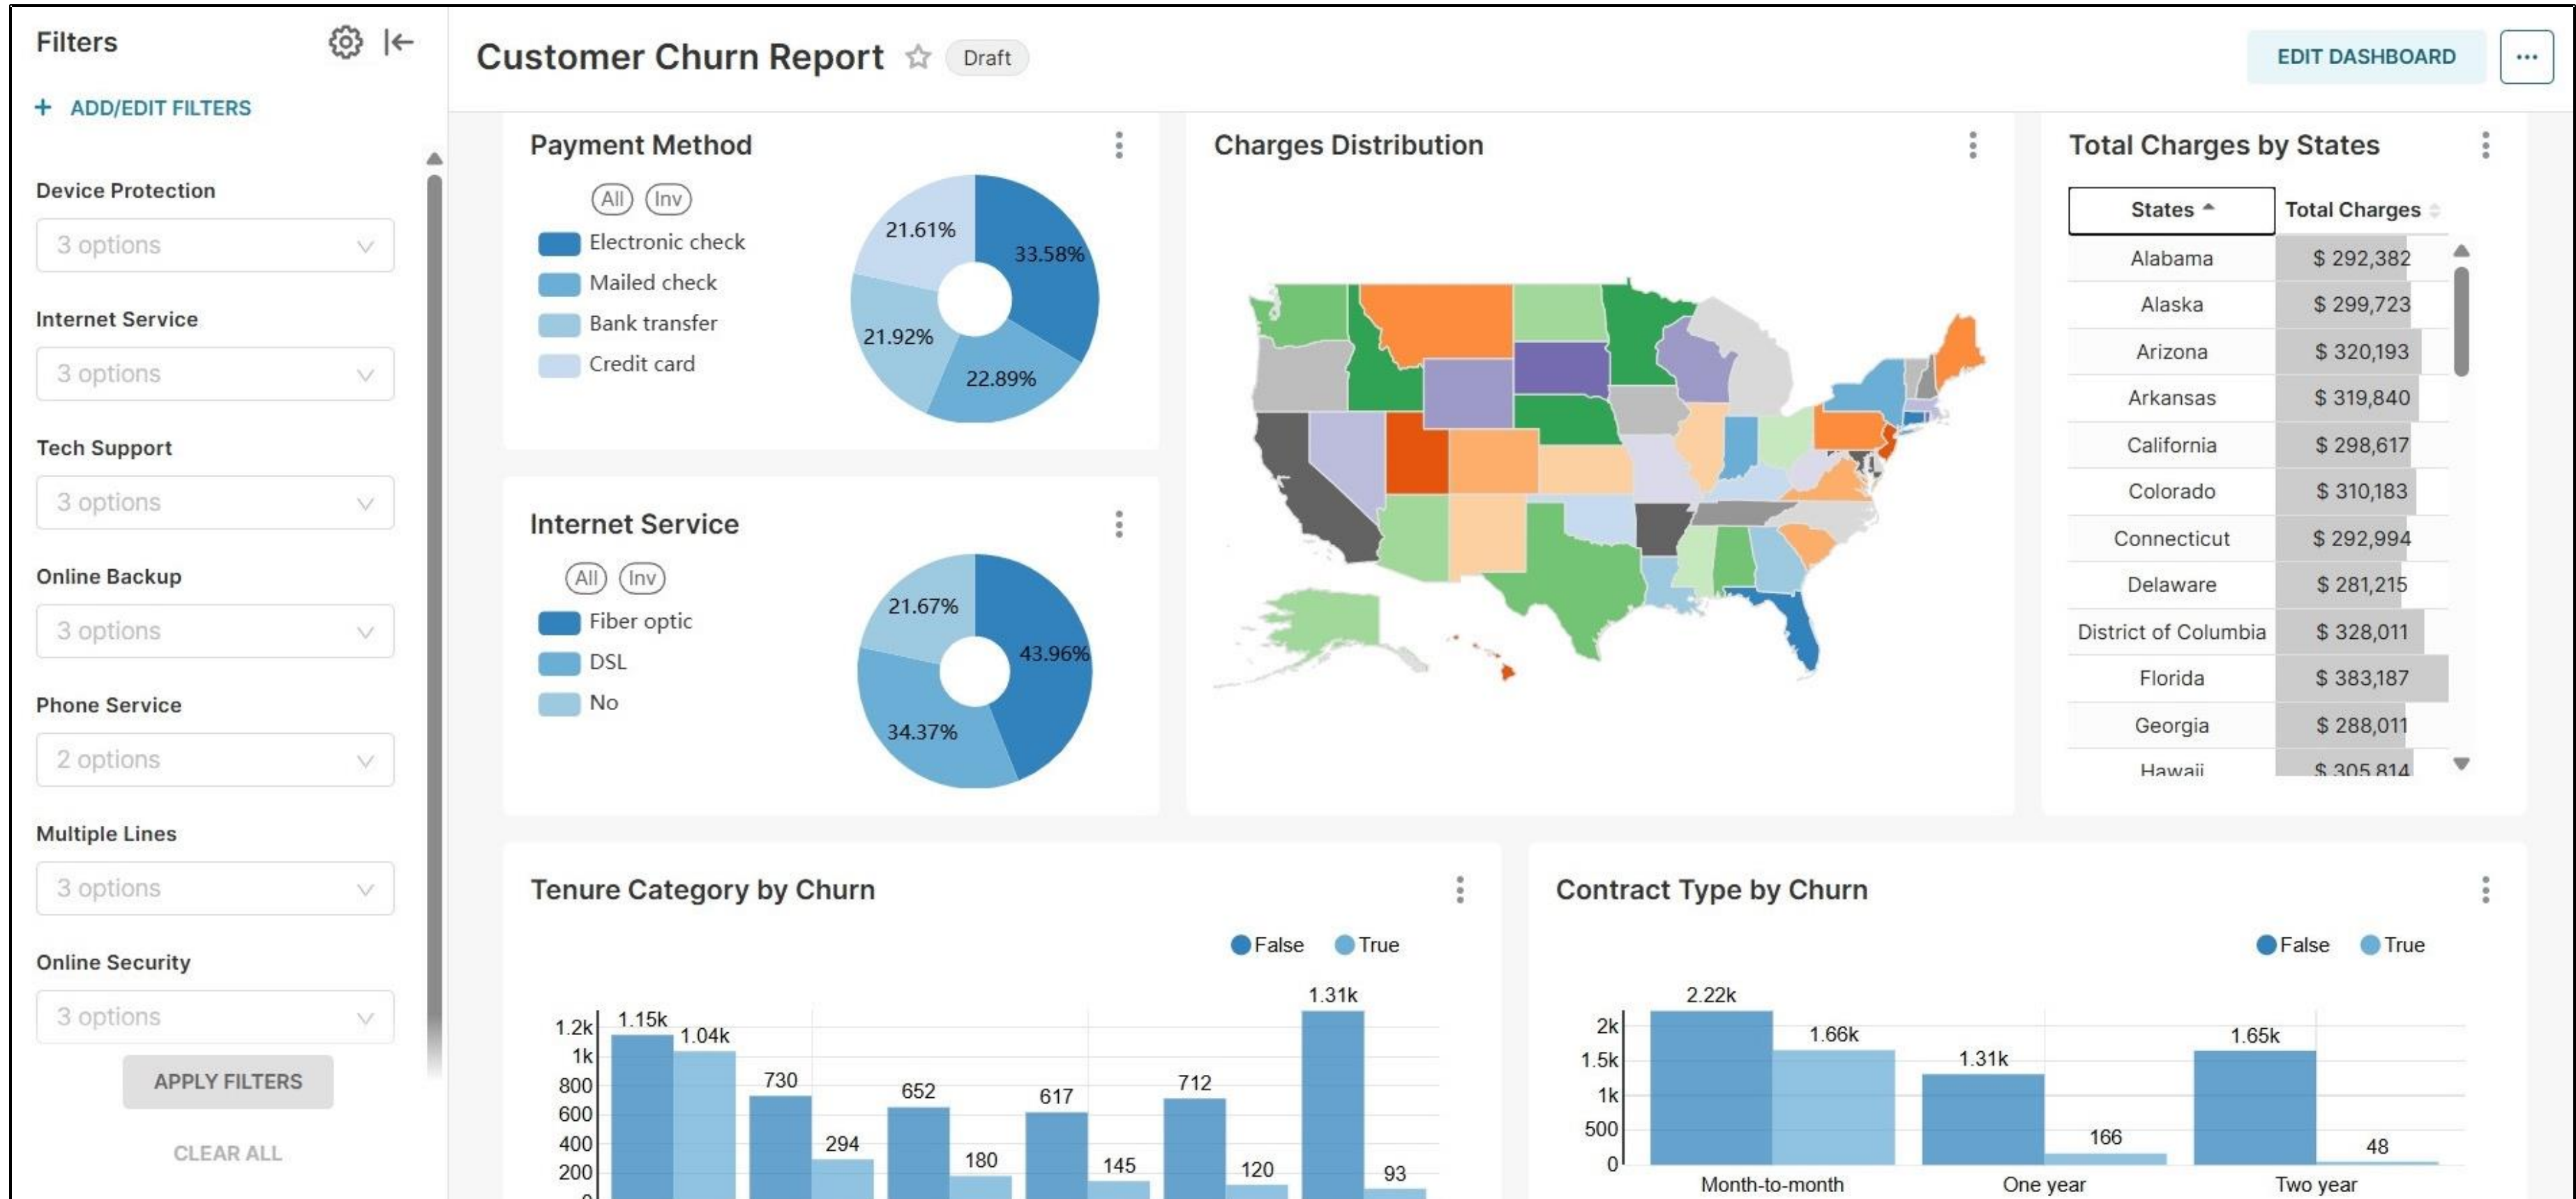 Filters
ADD/EDIT FILTERS
Device Protection
3 options
Internet Service
3 options
Tech Support
3 options
Online Backup
3 options
Phone Service
2 options
Multiple Lines
3 options
Online Security
3 options
APPLY FILTERS
CLEAR ALL
Customer Churn Report
Draft
EDIT DASHBOARD
Payment Method
All Inv
Electronic check
Mailed check
Bank transfer
Credit card
21.61%
33.58%
21.92%
22.89%
Internet Service
All Inv
Fiber optic
DSL
No
21.67%
43.96%
34.37%
Charges Distribution
Total Charges by States
States Total Charges
Alabama $ 292,382
Alaska $ 299,723
Arizona $ 320,193
Arkansas $ 319,840
California $ 298,617
Colorado $ 310,183
Connecticut $ 292,994
Delaware $ 281,215
District of Columbia $ 328,011
Florida $ 383,187
Georgia $ 288,011
Hawaii $ 305,814
Tenure Category by Churn
False True
1.2k
1k
800
600
400
200
0
1.15k
1.04k
730
294
652
180
617
145
712
120
1.31k
93
Contract Type by Churn
False True
2k
1.5k
1k
500
0
2.22k
1.66k
1.31k
166
1.65k
48
Month-to-month
One year
Two year